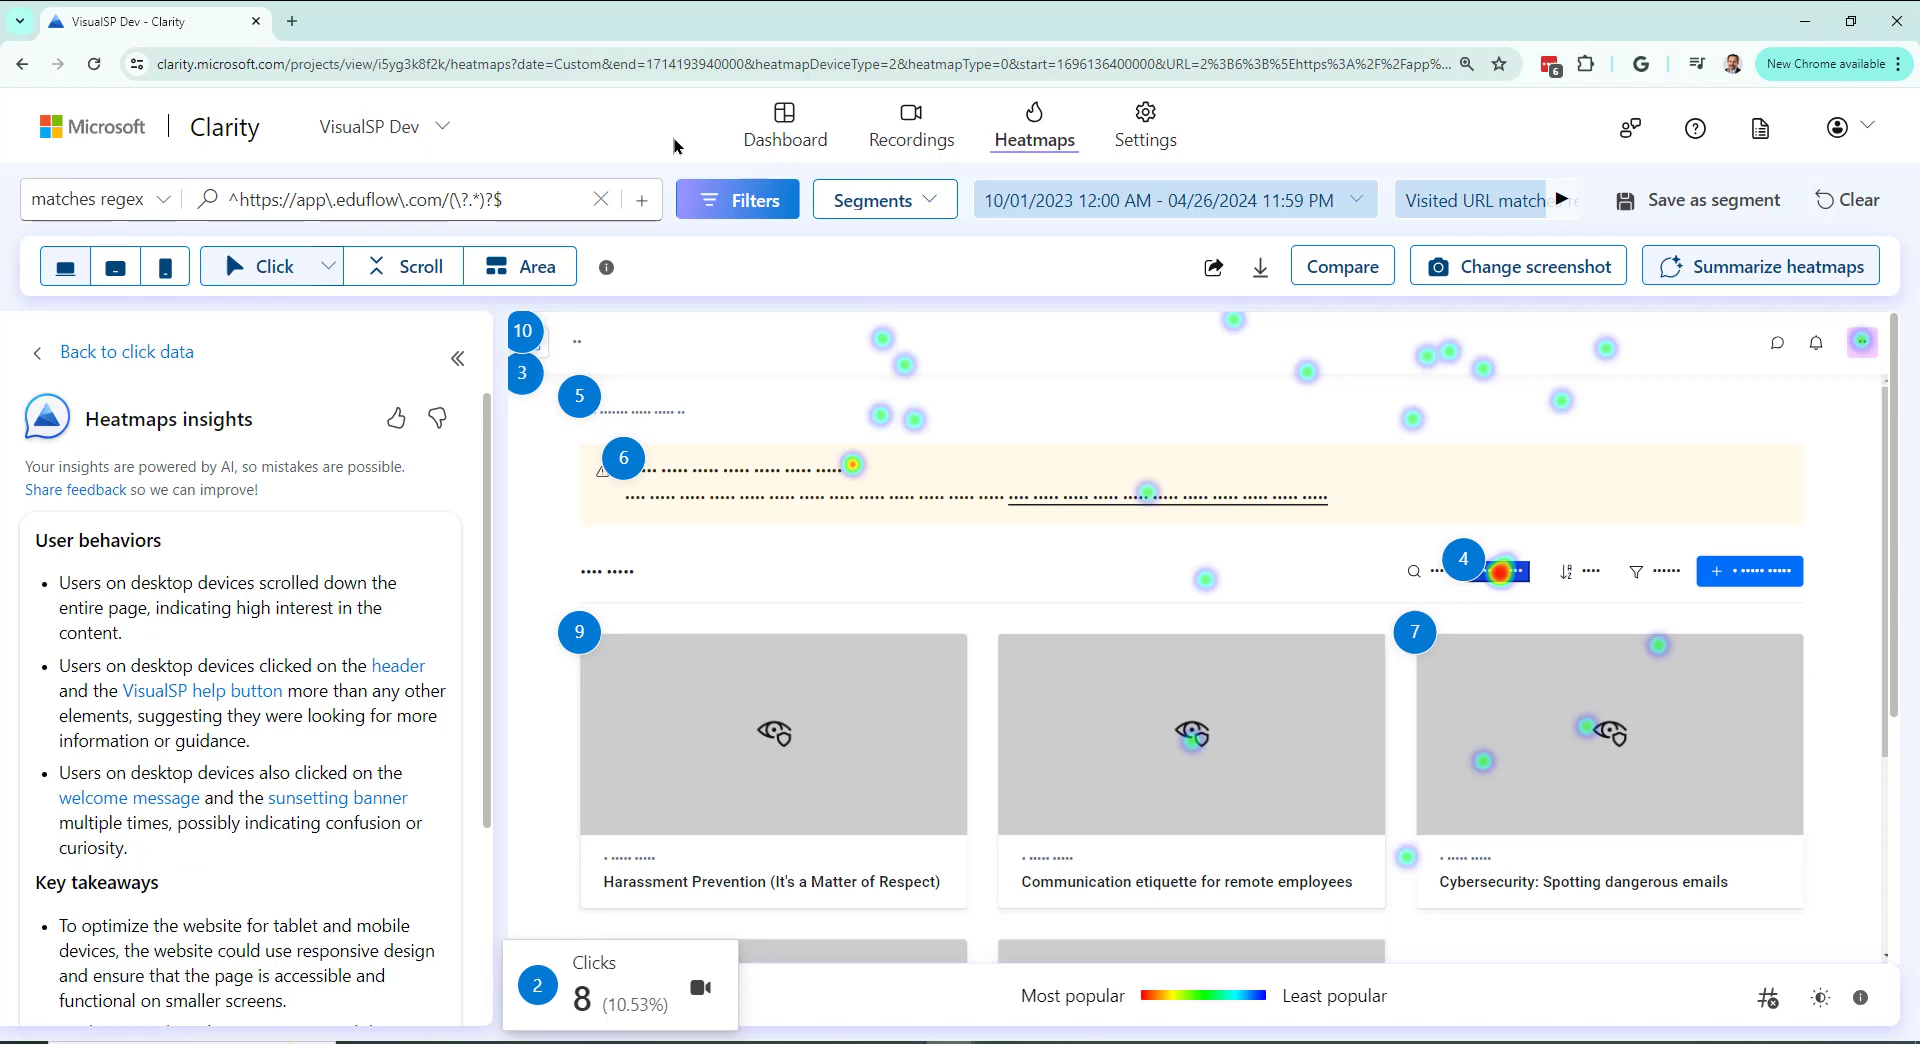 VisualSP Dev - Clarity
clarity.microsoft.com/projects/view/i5yg3k8f2k/heatmaps?date=Custom&end=1714193940000&heatmapDeviceType=2&heatmapType=0&start=1696136400000&URL=2%3B6%3B%5Ehttps%3A%2F%2Fapp%...
6
New Chrome available
Microsoft
Clarity
VisualSP Dev
Dashboard
Recordings
Heatmaps
Settings
matches regex
^https://app\.eduflow\.com/(\?.*)?$
Filters
Segments
10/01/2023 12:00 AM - 04/26/2024 11:59 PM
Visited URL matche
Save as segment
Clear
Click
Scroll
Area
Compare
Change screenshot
Summarize heatmaps
Back to click data
Heatmaps insights
Your insights are powered by AI, so mistakes are possible.
Share feedback so we can improve!
User behaviors
• Users on desktop devices scrolled down the
entire page, indicating high interest in the
content.
• Users on desktop devices clicked on the header
and the VisualSP help button more than any other
elements, suggesting they were looking for more
information or guidance.
• Users on desktop devices also clicked on the
welcome message and the sunsetting banner
multiple times, possibly indicating confusion or
curiosity.
Key takeaways
• To optimize the website for tablet and mobile
devices, the website could use responsive design
and ensure that the page is accessible and
functional on smaller screens.
10
3
5
6
4
9
7
Harassment Prevention (It's a Matter of Respect)
Communication etiquette for remote employees
Cybersecurity: Spotting dangerous emails
2
Clicks
8 (10.53%)
Most popular
Least popular